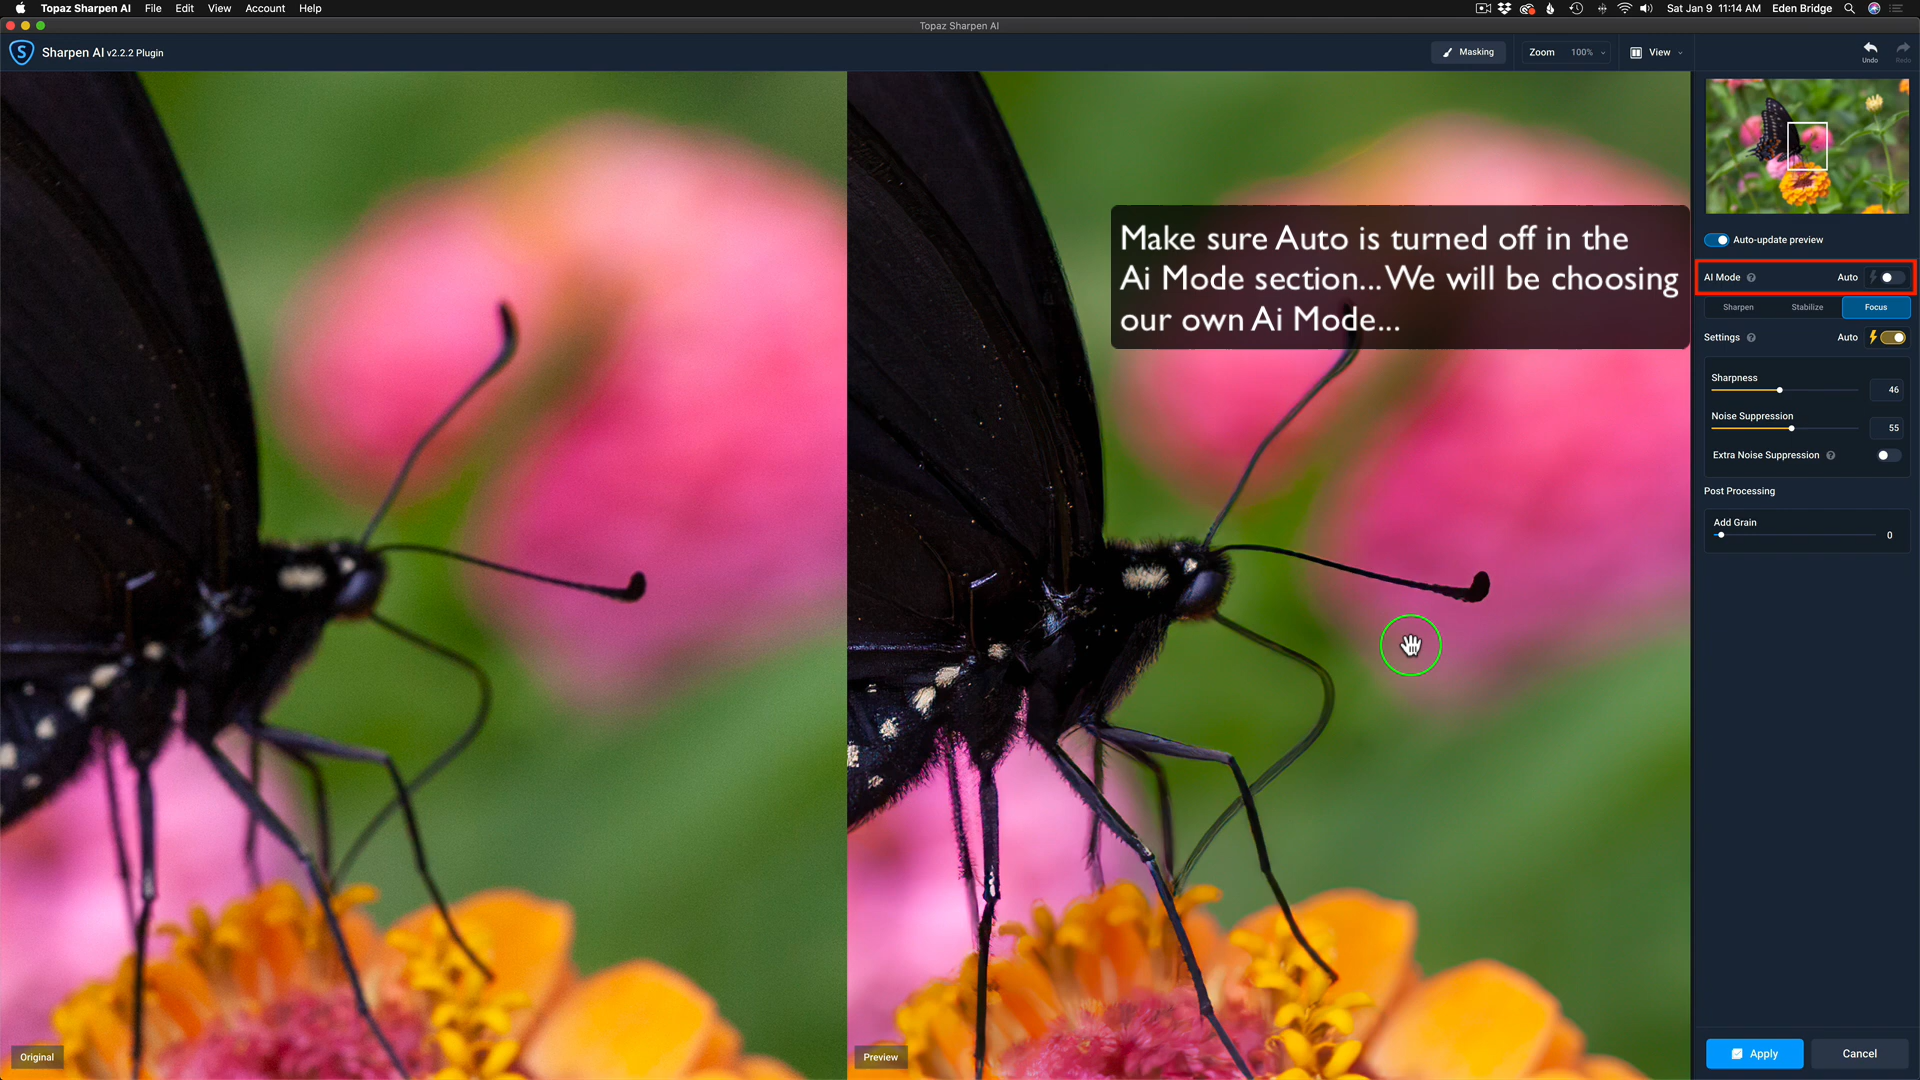 Topaz Sharpen AI File Edit View Account Help Sat Jan 9 11:14 AM Eden Bridge
Topaz Sharpen AI
Sharpen AI v2.2.2 Plugin Masking Zoom 100% View Undo Redo
Make sure Auto is turned off in the
Ai Mode section... We will be choosing
our own Ai Mode...
Auto-update preview
AI Mode ? Auto
Sharpen Stabilize Focus
Settings ? Auto
Sharpness
46
Noise Suppression
55
Extra Noise Suppression ?
Post Processing
Add Grain
0
Original Preview
Apply Cancel